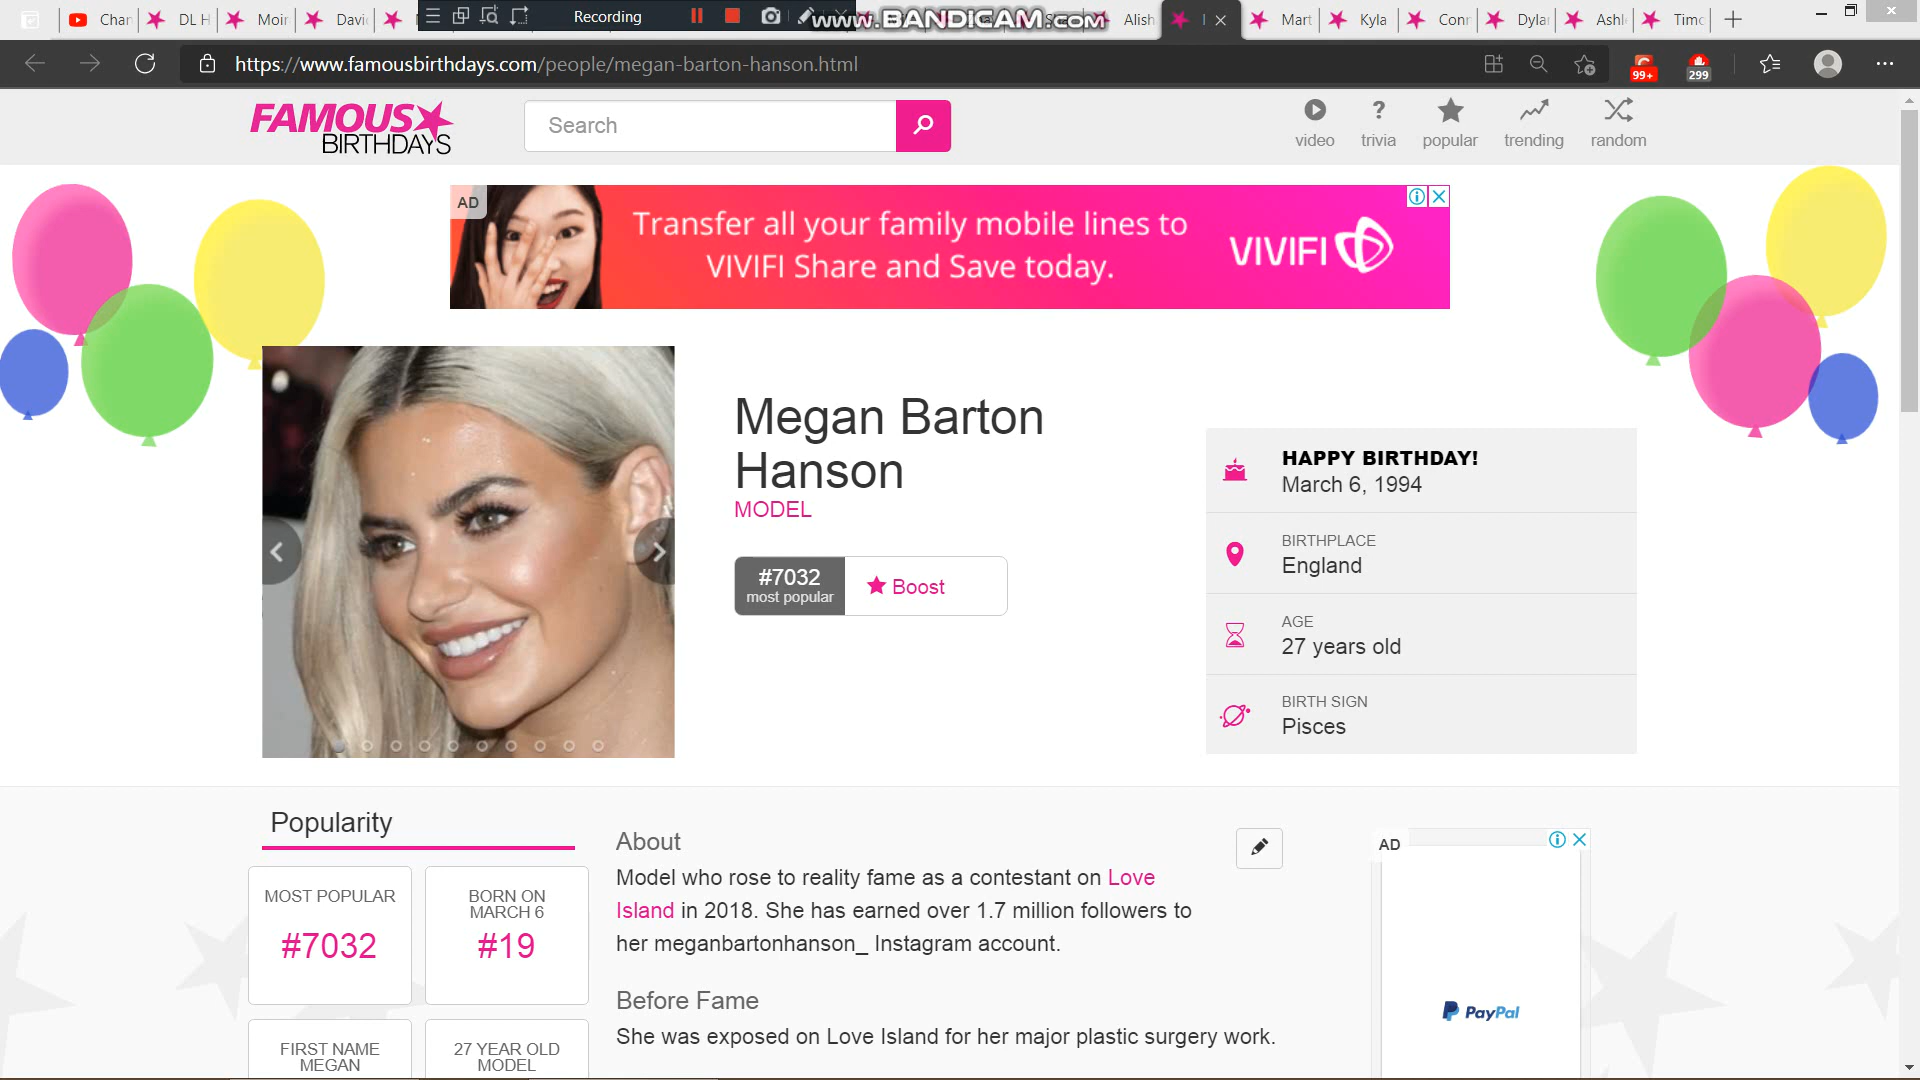 Chan
DL H
Moir
Davi
Recording
www.BANDICAM.com
Alish
Mart
Kyla
Conr
Dylan
Ashl
Timo
https://www.famousbirthdays.com/people/megan-barton-hanson.html
99+
299
FAMOUS
BIRTHDAYS
Search
video
trivia
popular
trending
random
AD
Transfer all your family mobile lines to
VIVIFI Share and Save today.
VIVIFI
Megan Barton
Hanson
MODEL
#7032
most popular
Boost
HAPPY BIRTHDAY!
March 6, 1994
BIRTHPLACE
England
AGE
27 years old
BIRTH SIGN
Pisces
Popularity
MOST POPULAR
#7032
BORN ON
MARCH 6
#19
FIRST NAME
MEGAN
27 YEAR OLD
MODEL
About
Model who rose to reality fame as a contestant on Love
Island in 2018. She has earned over 1.7 million followers to
her meganbartonhanson_ Instagram account.
Before Fame
She was exposed on Love Island for her major plastic surgery work.
AD
PayPal